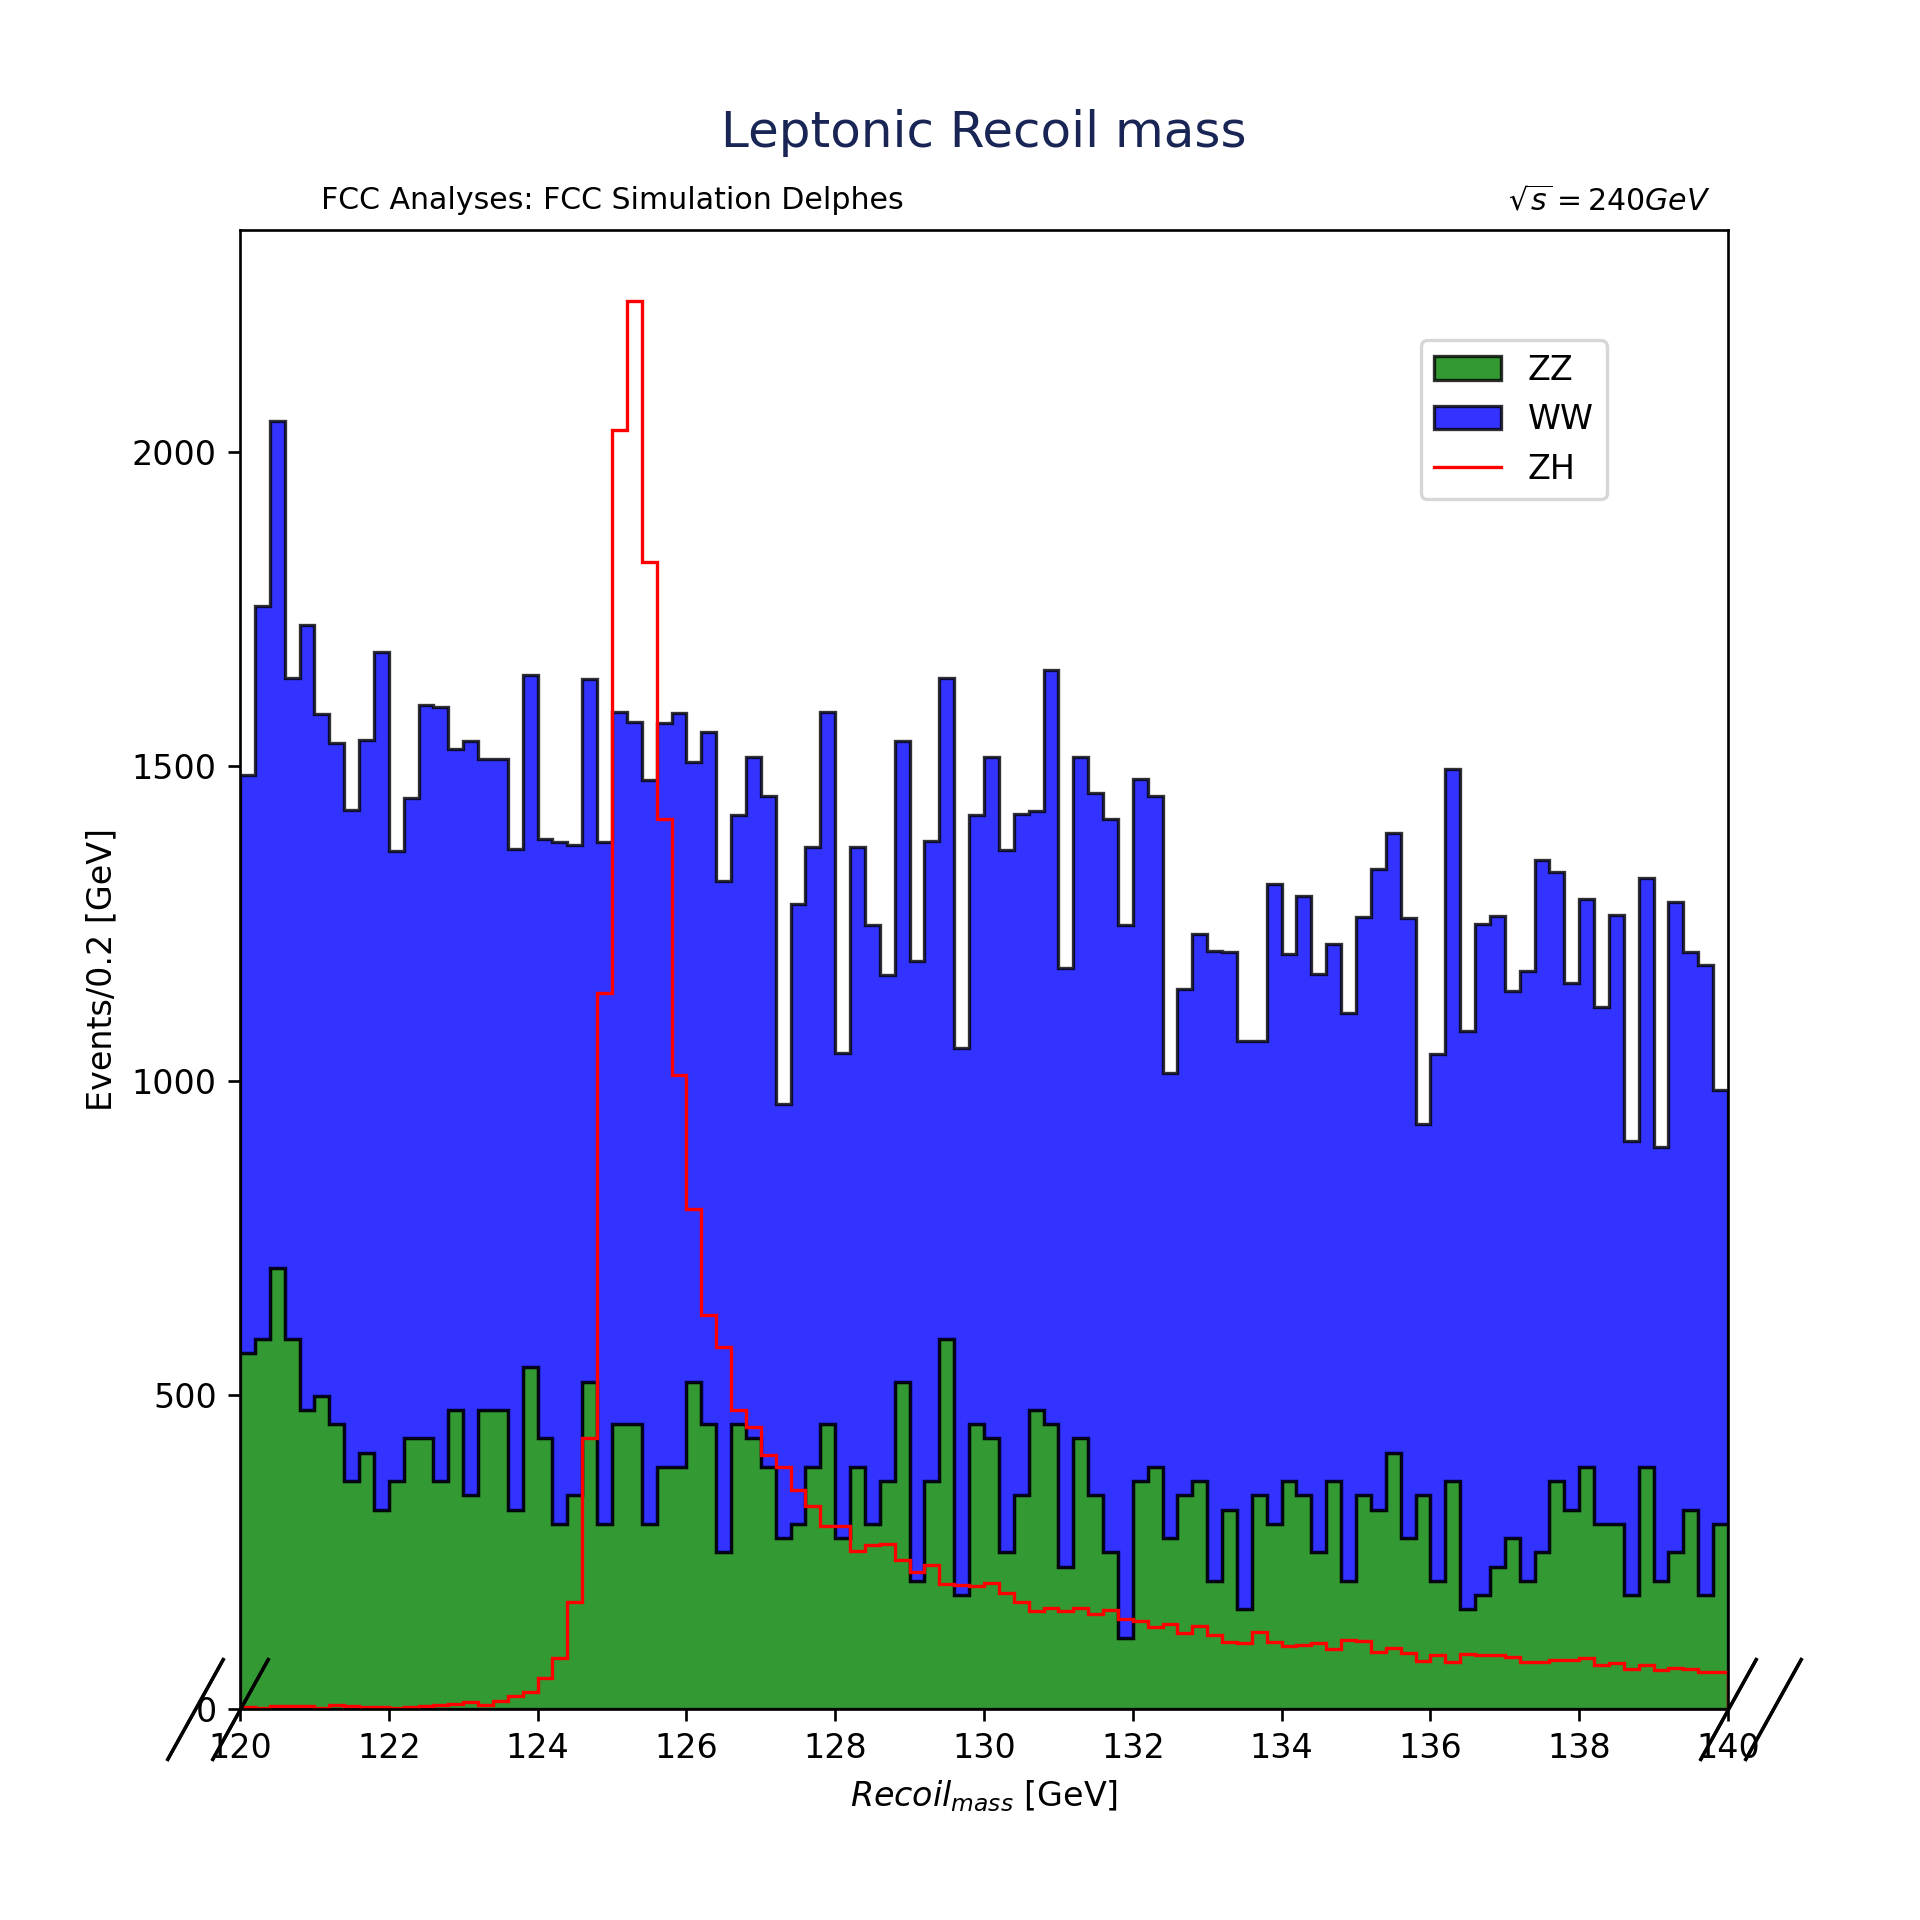 Leptonic Recoil mass
FCC Analyses: FCC Simulation Delphes
√s = 240GeV
ZZ
WW
ZH
2000
1500
1000
500
0
Events/0.2 [GeV]
120 122 124 126 128 130 132 134 136 138 140
Recoil_mass [GeV]